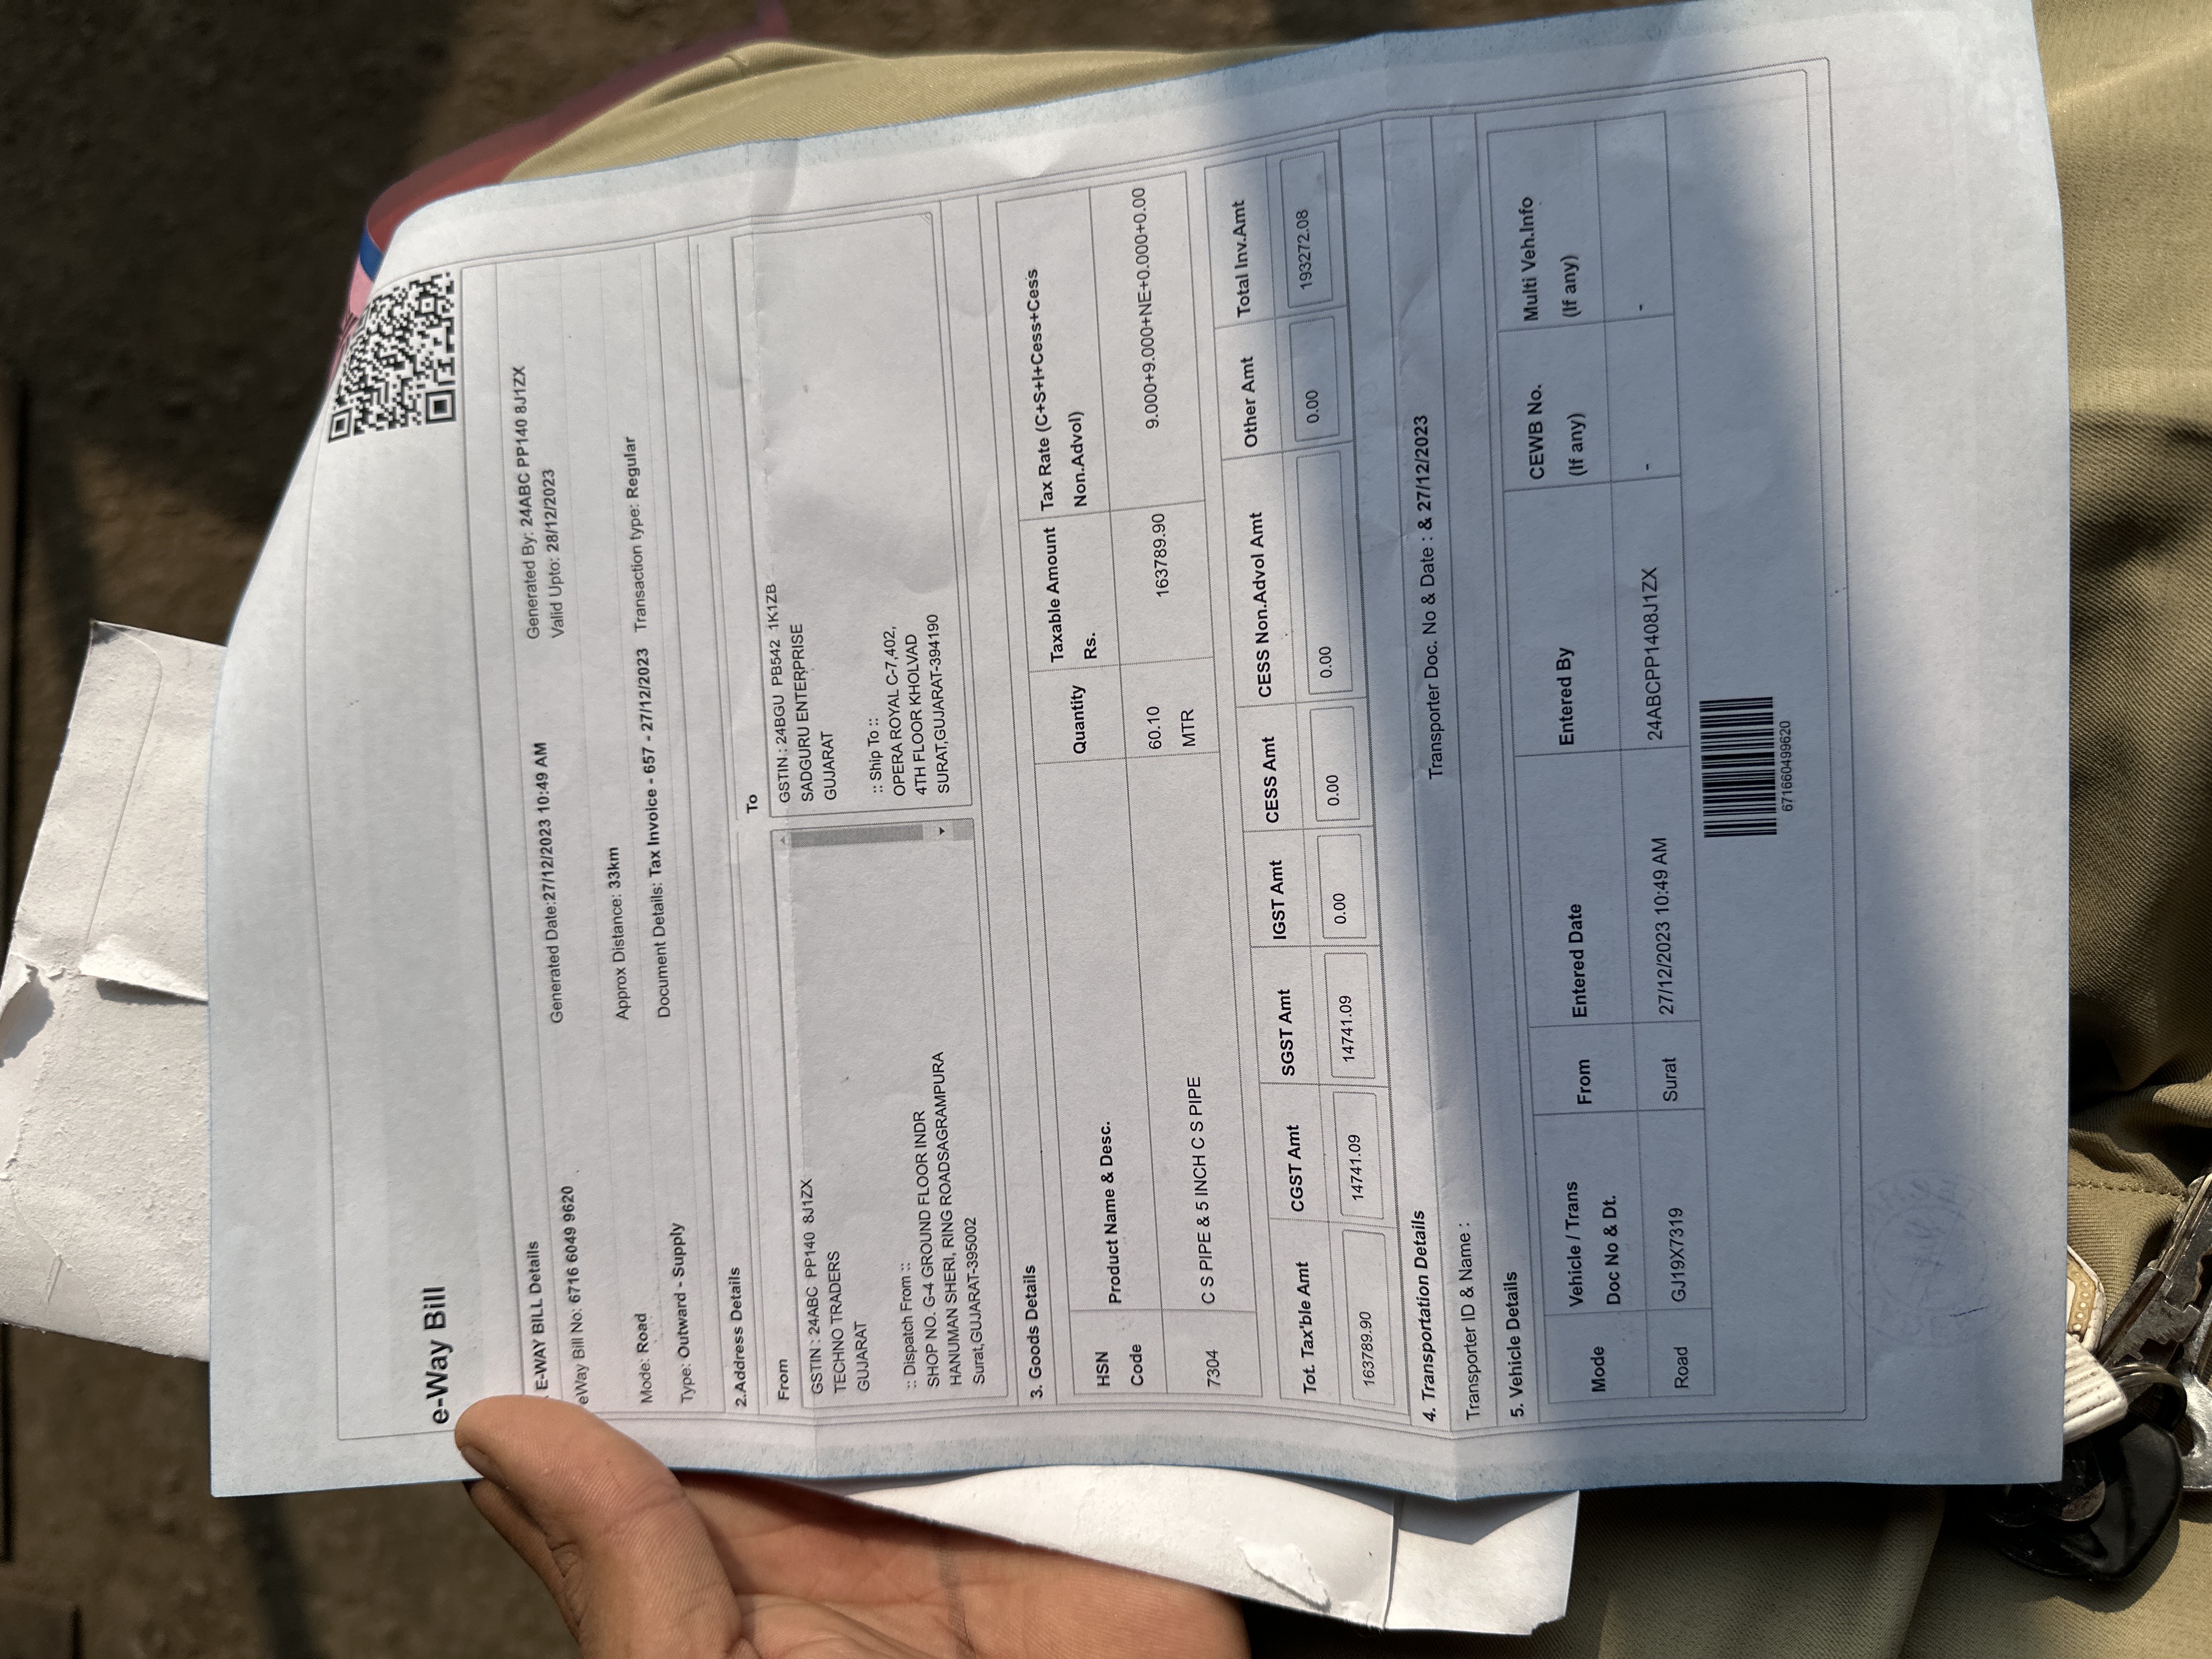 e-Way Bill
E-WAY BILL Details
eWay Bill No: 6716 6049 9620 Generated Date:27/12/2023 10:49 AM Generated By: 24ABC PP140 8J1ZX
Valid Upto: 28/12/2023
Mode: Road Approx Distance: 33km
Type: Outward - Supply Document Details: Tax Invoice - 657 - 27/12/2023 Transaction type: Regular
2.Address Details
From
GSTIN : 24ABC PP140 8J1ZX
TECHNO TRADERS
GUJARAT
:: Dispatch From ::
SHOP NO. G-4 GROUND FLOOR INDR
HANUMAN SHERI, RING ROADSAGRAMPURA
Surat,GUJARAT-395002
To
GSTIN : 24BGU PB542 1K1ZB
SADGURU ENTERPRISE
GUJARAT
:: Ship To ::
OPERA ROYAL C-7,402,
4TH FLOOR KHOLVAD
SURAT,GUJARAT-394190
3. Goods Details
HSN Code Product Name & Desc. Quantity Taxable Amount Rs. Tax Rate (C+S+I+Cess+Cess Non.Advol)
7304 C S PIPE & 5 INCH C S PIPE 60.10 MTR 163789.90 9.000+9.000+NE+0.000+0.00
Tot. Tax'ble Amt CGST Amt SGST Amt IGST Amt CESS Amt CESS Non.Advol Amt Other Amt Total Inv.Amt
163789.90 14741.09 14741.09 0.00 0.00 0.00 0.00 193272.08
4. Transportation Details
Transporter ID & Name : Transporter Doc. No & Date : & 27/12/2023
5. Vehicle Details
Mode Vehicle / Trans Doc No & Dt. From Entered Date Entered By CEWB No. (If any) Multi Veh.Info (If any)
Road GJ19X7319 Surat 27/12/2023 10:49 AM 24ABCPP1408J1ZX - -
671660499620